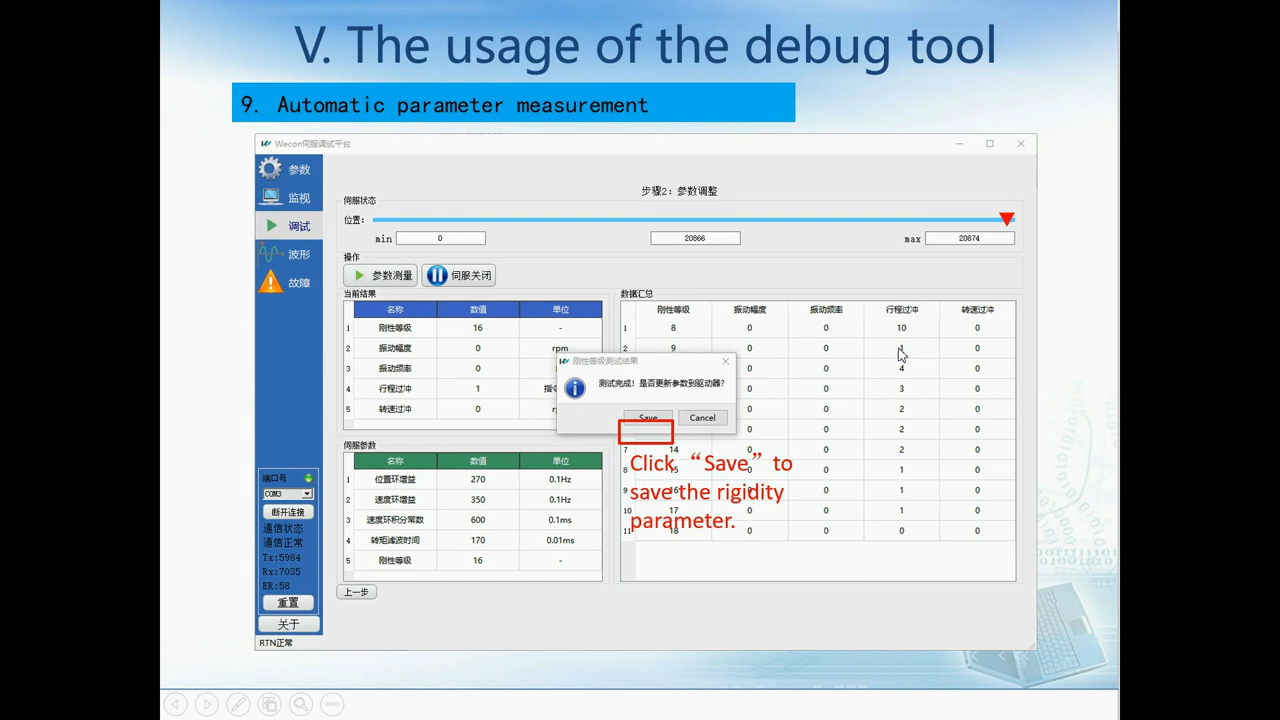 V. The usage of the debug tool
9. Automatic parameter measurement
Wecon伺服调试平台
参数
监视
调试
波形
故障
步骤2：参数调整
伺服状态
位置：
min 0 20866 max 20874
操作
参数测量 伺服关闭
当前结果
名称 数值 单位
1 刚性等级 16 -
2 振动幅度 0 rpm
3 振动频率 0
4 行程过冲 1
5 转速过冲 0
数据汇总
刚性等级 振动幅度 振动频率 行程过冲 转速过冲
1 8 0 0 10 0
2 9 0 0 0
0 0 4 0
0 0 3 0
0 0 2 0
0 0 2 0
7 14 0 0 2 0
8 0 0 1 0
9 16 0 1 0
10 17 0 0 1 0
11 18 0 0 0 0
刚性等级测试结果
测试完成！是否更新参数到驱动器？
Save Cancel
Click “Save” to
save the rigidity
parameter.
伺服参数
名称 数值 单位
1 位置环增益 270 0.1Hz
2 速度环增益 350 0.1Hz
3 速度环积分常数 600 0.1ms
4 转矩滤波时间 170 0.01ms
5 刚性等级 16 -
上一步
端口号
COM3
断开连接
通信状态
通信正常
Tx:5984
Rx:7035
ER:58
重置
关于
RTN正常